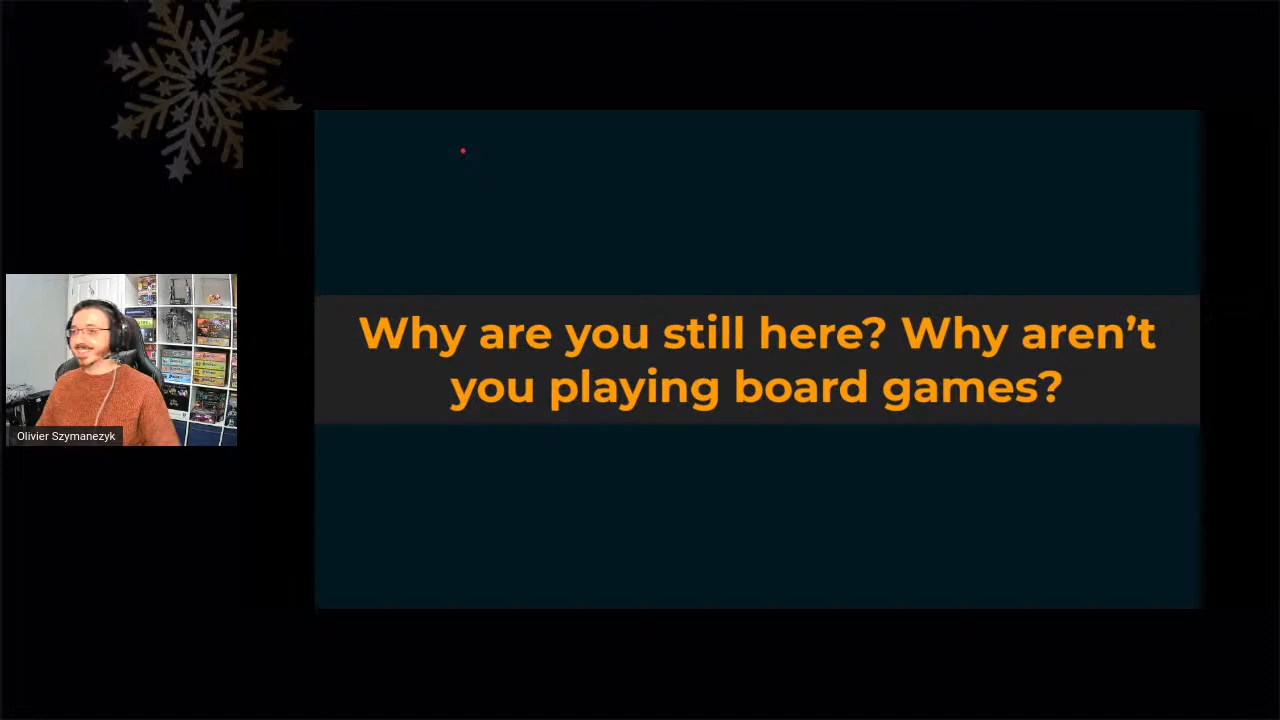 Why are you still here? Why aren’t
you playing board games?
Olivier Szymanezyk